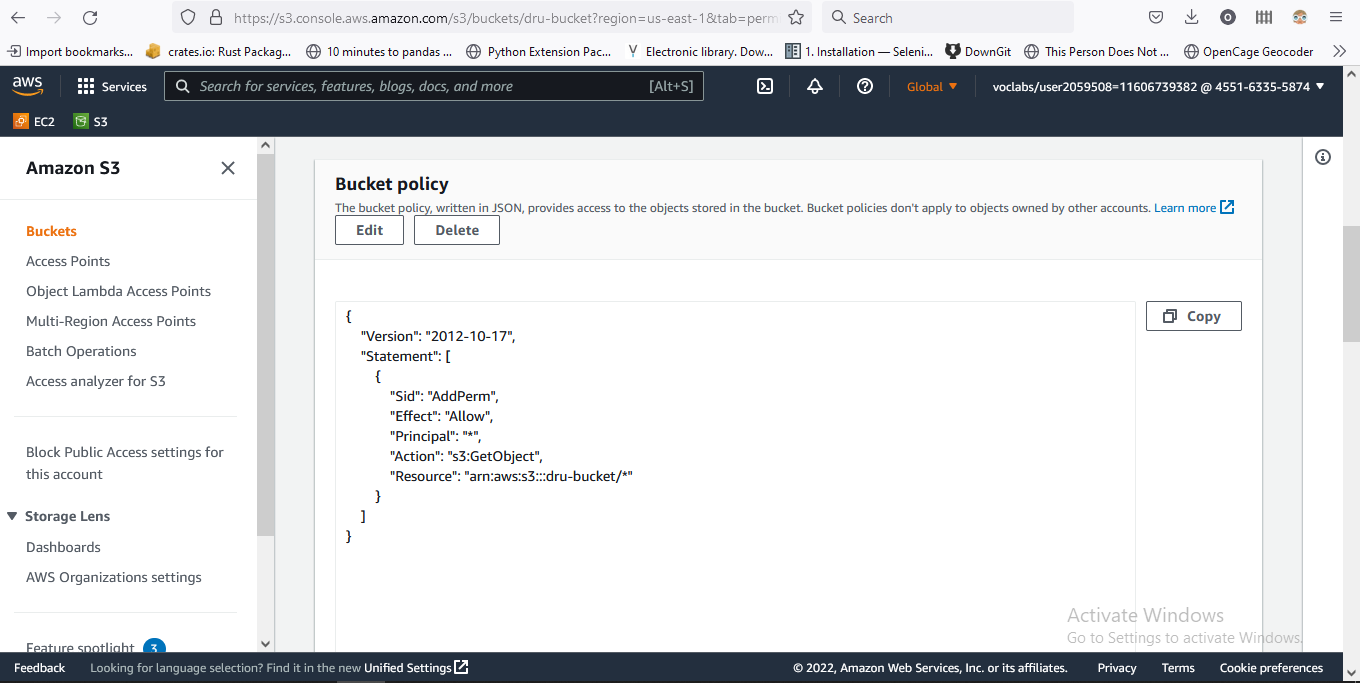 https://s3.console.aws.amazon.com/s3/buckets/dru-bucket?region=us-east-1&tab=perm
Search
Import bookmarks...
crates.io: Rust Packag...
10 minutes to pandas ...
Python Extension Pac...
Electronic library. Dow...
1. Installation — Seleni...
DownGit
This Person Does Not ...
OpenCage Geocoder
aws
Services
Search for services, features, blogs, docs, and more
[Alt+S]
Global
voclabs/user2059508=11606739382 @ 4551-6335-5874
EC2
S3
Amazon S3
Buckets
Access Points
Object Lambda Access Points
Multi-Region Access Points
Batch Operations
Access analyzer for S3
Block Public Access settings for
this account
Storage Lens
Dashboards
AWS Organizations settings
Feature spotlight 3
Bucket policy
The bucket policy, written in JSON, provides access to the objects stored in the bucket. Bucket policies don't apply to objects owned by other accounts. Learn more
Edit
Delete
Copy
{
"Version": "2012-10-17",
"Statement": [
{
"Sid": "AddPerm",
"Effect": "Allow",
"Principal": "*",
"Action": "s3:GetObject",
"Resource": "arn:aws:s3:::dru-bucket/*"
}
]
}
Activate Windows
Go to Settings to activate Windows.
Feedback
Looking for language selection? Find it in the new Unified Settings
© 2022, Amazon Web Services, Inc. or its affiliates.
Privacy
Terms
Cookie preferences